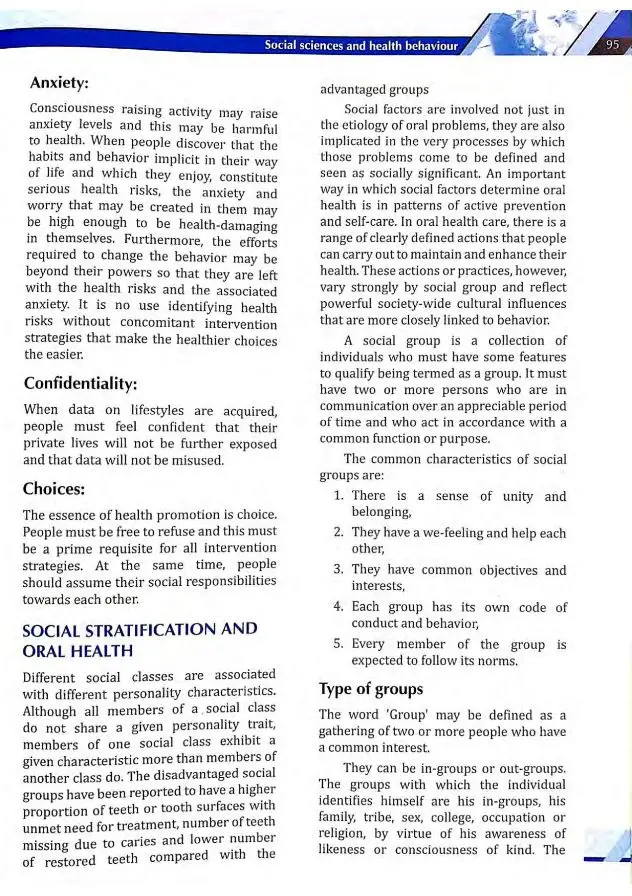 Social sciences and health behaviour
95
Anxiety:
Consciousness raising activity may raise
anxiety levels and this may be harmful
to health. When people discover that the
habits and behavior implicit in their way
of life and which they enjoy, constitute
serious health risks, the anxiety and
worry that may be created in them may
be high enough to be health-damaging
in themselves. Furthermore, the efforts
required to change the behavior may be
beyond their powers so that they are left
with the health risks and the associated
anxiety. It is no use identifying health
risks without concomitant intervention
strategies that make the healthier choices
the easier.
Confidentiality:
When data on lifestyles are acquired,
people must feel confident that their
private lives will not be further exposed
and that data will not be misused.
Choices:
The essence of health promotion is choice.
People must be free to refuse and this must
be a prime requisite for all intervention
strategies. At the same time, people
should assume their social responsibilities
towards each other.
SOCIAL STRATIFICATION AND
ORAL HEALTH
Different social classes are associated
with different personality characteristics.
Although all members of a social class
do not share a given personality trait,
members of one social class exhibit a
given characteristic more than members of
another class do. The disadvantaged social
groups have been reported to have a higher
proportion of teeth or tooth surfaces with
unmet need for treatment, number of teeth
missing due to caries and lower number
of restored teeth compared with the
advantaged groups
Social factors are involved not just in
the etiology of oral problems, they are also
implicated in the very processes by which
those problems come to be defined and
seen as socially significant. An important
way in which social factors determine oral
health is in patterns of active prevention
and self-care. In oral health care, there is a
range of clearly defined actions that people
can carry out to maintain and enhance their
health. These actions or practices, however,
vary strongly by social group and reflect
powerful society-wide cultural influences
that are more closely linked to behavior.
A social group is a collection of
individuals who must have some features
to qualify being termed as a group. It must
have two or more persons who are in
communication over an appreciable period
of time and who act in accordance with a
common function or purpose.
The common characteristics of social
groups are:
1. There is a sense of unity and
belonging,
2. They have a we-feeling and help each
other,
3. They have common objectives and
interests,
4. Each group has its own code of
conduct and behavior,
5. Every member of the group is
expected to follow its norms.
Type of groups
The word 'Group' may be defined as a
gathering of two or more people who have
a common interest.
They can be in-groups or out-groups.
The groups with which the individual
identifies himself are his in-groups, his
family, tribe, sex, college, occupation or
religion, by virtue of his awareness of
likeness or consciousness of kind. The